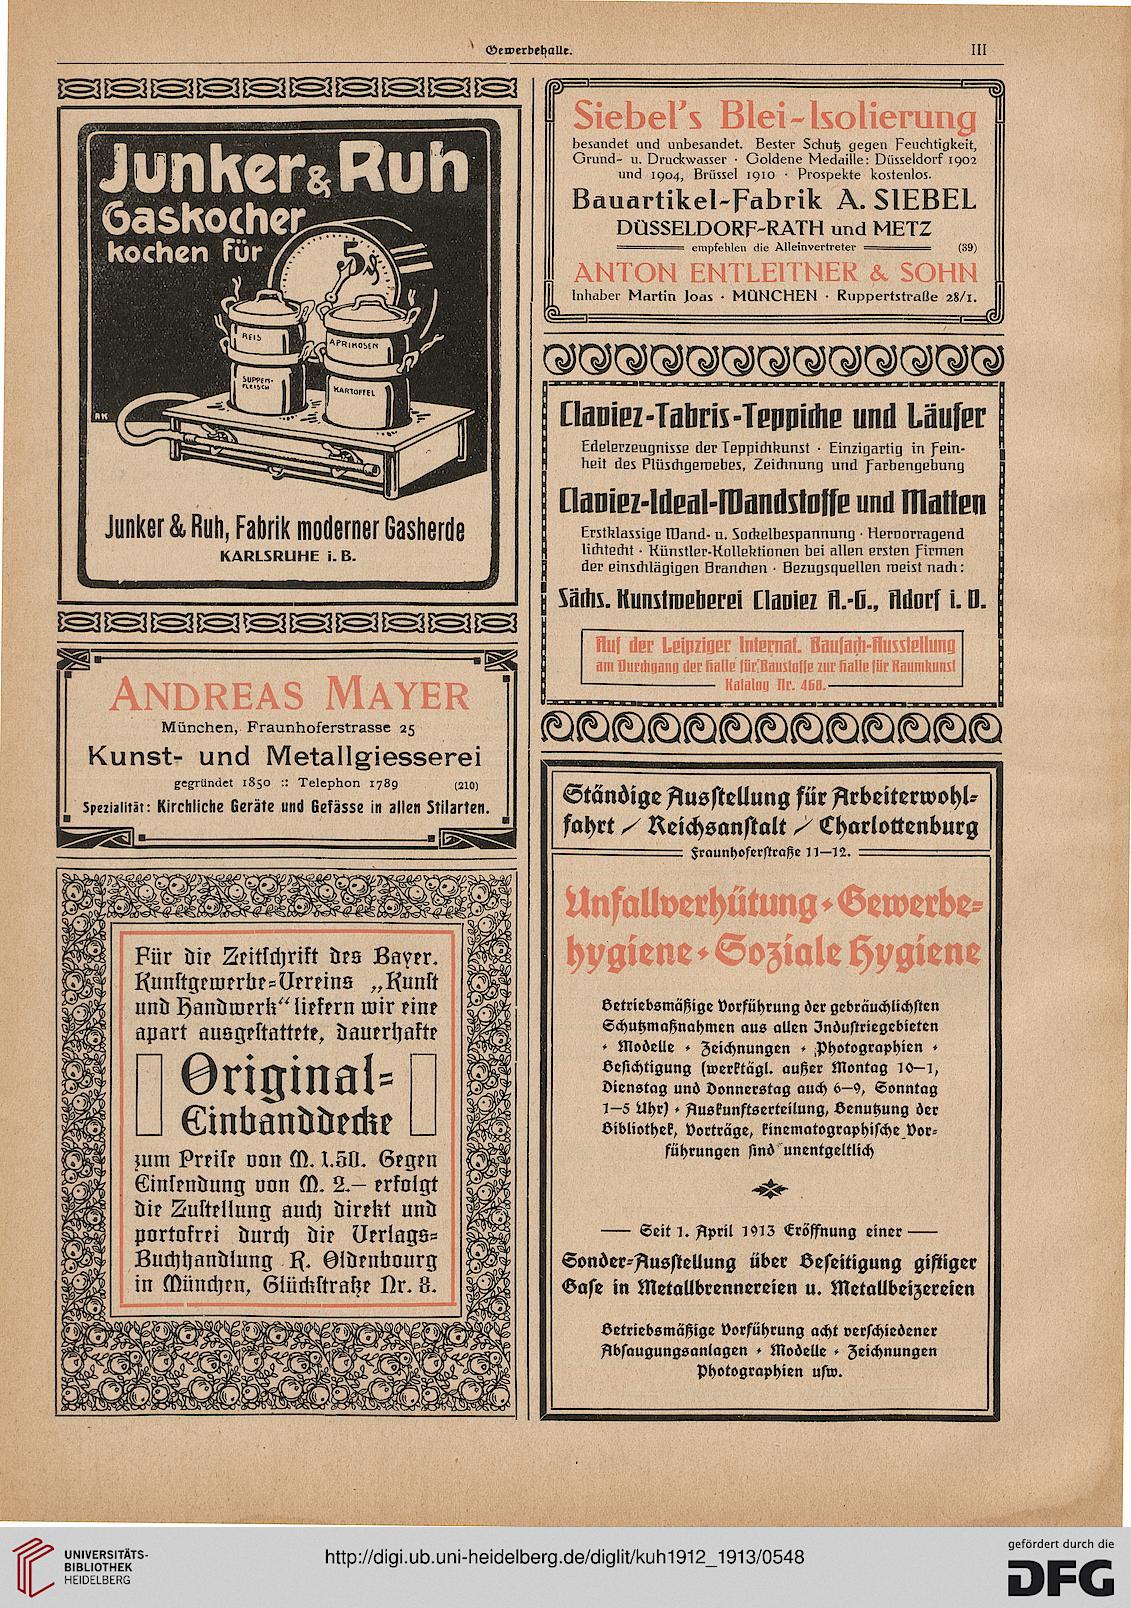 Gewerbehalle.
III
Junker & Ruh
Gaskocher
kochen für
5 ₰
REIS
APRIKOSEN
SUPPEN-
FLEISCH
KARTOFFEL
AK
Junker & Ruh, Fabrik moderner Gasherde
KARLSRUHE i. B.
ANDREAS MAYER
München, Fraunhoferstrasse 25
Kunst- und Metallgiesserei
gegründet 1850 :: Telephon 1789 (210)
Spezialität: Kirchliche Geräte und Gefässe in allen Stilarten.
Für die Zeitschrift des Bayer.
Kunstgewerbe=Vereins „Kunst
und Handwerk“ liefern wir eine
apart ausgestattete, dauerhafte
Original=
Einbanddecke
zum Preise von M. 1.50. Gegen
Einsendung von M. 2.— erfolgt
die Zustellung auch direkt und
portofrei durch die Verlags=
Buchhandlung R. Oldenbourg
in München, Glückstraße Nr. 8.
Siebel's Blei-Isolierung
besandet und unbesandet. Bester Schutz gegen Feuchtigkeit,
Grund- u. Druckwasser · Goldene Medaille: Düsseldorf 1902
und 1904, Brüssel 1910 · Prospekte kostenlos.
Bauartikel-Fabrik A. SIEBEL
DÜSSELDORF-RATH und METZ
empfehlen die Alleinvertreter (39)
ANTON ENTLEITNER & SOHN
Inhaber Martin Joas · MÜNCHEN · Ruppertstraße 28/1.
Claviez-Täbris-Teppiche und Läufer
Edelerzeugnisse der Teppichkunst · Einzigartig in Fein-
heit des Plüschgewebes, Zeichnung und Farbengebung
Claviez-Ideal-Wandstoffe und Matten
Erstklassige Wand- u. Sockelbespannung · Hervorragend
lichtecht · Künstler-Kollektionen bei allen ersten Firmen
der einschlägigen Branchen · Bezugsquellen weist nach:
Sächs. Kunstweberei Claviez A.-G., Adorf i. V.
Auf der Leipziger Internat. Baufach-Ausstellung
am Durchgang der Halle für Baustoffe zur Halle für Raumkunst
Katalog Nr. 460.
Ständige Ausstellung für Arbeiterwohl=
fahrt / Reichsanstalt / Charlottenburg
Fraunhoferstraße 11—12.
Unfallverhütung · Gewerbe=
hygiene · Soziale Hygiene
Betriebsmäßige Vorführung der gebräuchlichsten
Schutzmaßnahmen aus allen Industriegebieten
· Modelle · Zeichnungen · Photographien ·
Besichtigung (werktägl. außer Montag 10—1,
Dienstag und Donnerstag auch 6—9, Sonntag
1—5 Uhr) · Auskunftserteilung, Benutzung der
Bibliothek, Vorträge, kinematographische Vor=
führungen sind unentgeltlich
Seit 1. April 1913 Eröffnung einer
Sonder=Ausstellung über Beseitigung giftiger
Gase in Metallbrennereien u. Metallbeizereien
Betriebsmäßige Vorführung acht verschiedener
Absaugungsanlagen · Modelle · Zeichnungen
Photographien usw.
UNIVERSITÄTS-
BIBLIOTHEK
HEIDELBERG
http://digi.ub.uni-heidelberg.de/diglit/kuh1912_1913/0548
gefördert durch die
DFG